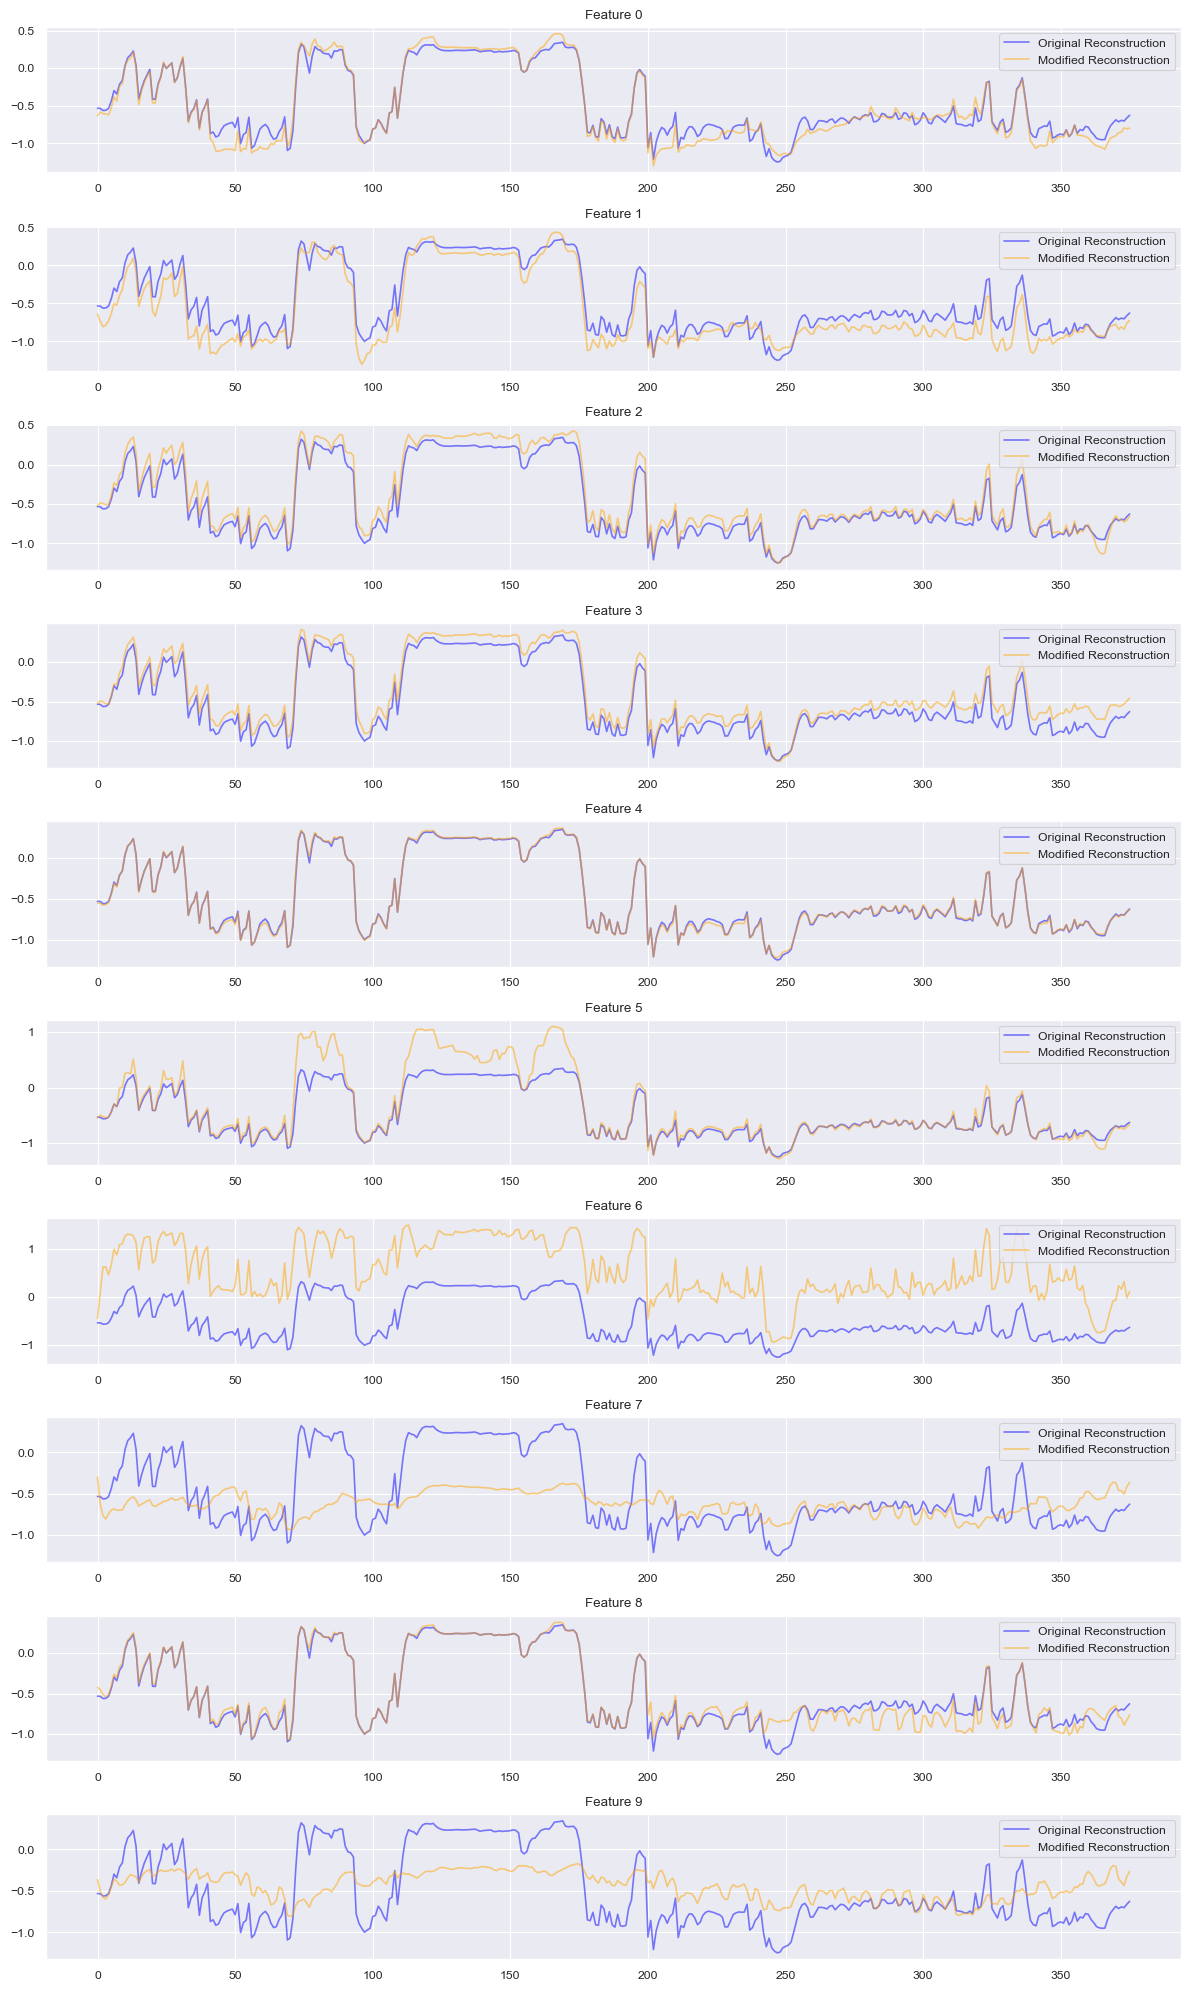 Feature 0
0.5
0.0
−0.5
−1.0
Original Reconstruction
Modified Reconstruction
0 50 100 150 200 250 300 350
Feature 1
0.5
0.0
−0.5
−1.0
Original Reconstruction
Modified Reconstruction
0 50 100 150 200 250 300 350
Feature 2
0.5
0.0
−0.5
−1.0
Original Reconstruction
Modified Reconstruction
0 50 100 150 200 250 300 350
Feature 3
0.0
−0.5
−1.0
Original Reconstruction
Modified Reconstruction
0 50 100 150 200 250 300 350
Feature 4
0.0
−0.5
−1.0
Original Reconstruction
Modified Reconstruction
0 50 100 150 200 250 300 350
Feature 5
1
0
−1
Original Reconstruction
Modified Reconstruction
0 50 100 150 200 250 300 350
Feature 6
1
0
−1
Original Reconstruction
Modified Reconstruction
0 50 100 150 200 250 300 350
Feature 7
0.0
−0.5
−1.0
Original Reconstruction
Modified Reconstruction
0 50 100 150 200 250 300 350
Feature 8
0.0
−0.5
−1.0
Original Reconstruction
Modified Reconstruction
0 50 100 150 200 250 300 350
Feature 9
0.0
−0.5
−1.0
Original Reconstruction
Modified Reconstruction
0 50 100 150 200 250 300 350